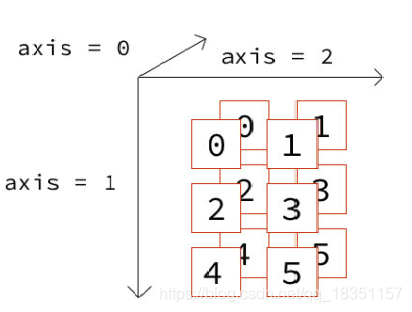 axis = 0
axis = 2
0 1
0 1
axis = 1
2 3
2 3
4 5
4 5
https://blog.csdn.net/qq_18351157